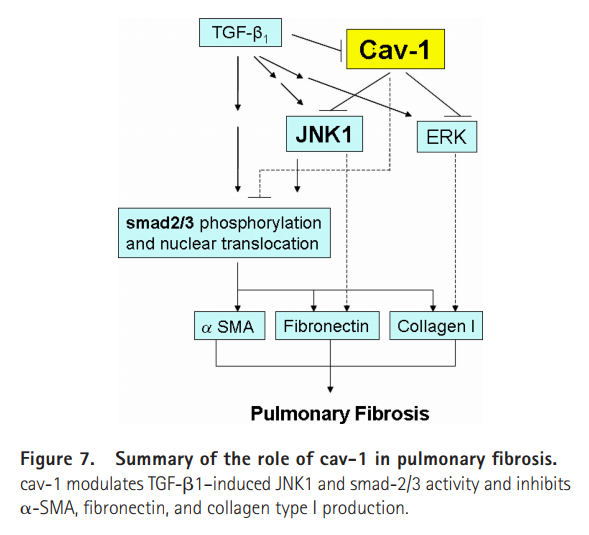 TGF-β₁
Cav-1
JNK1
ERK
smad2/3 phosphorylation
and nuclear translocation
α SMA
Fibronectin
Collagen I
Pulmonary Fibrosis
Figure 7. Summary of the role of cav-1 in pulmonary fibrosis.
cav-1 modulates TGF-β1–induced JNK1 and smad-2/3 activity and inhibits
α-SMA, fibronectin, and collagen type I production.